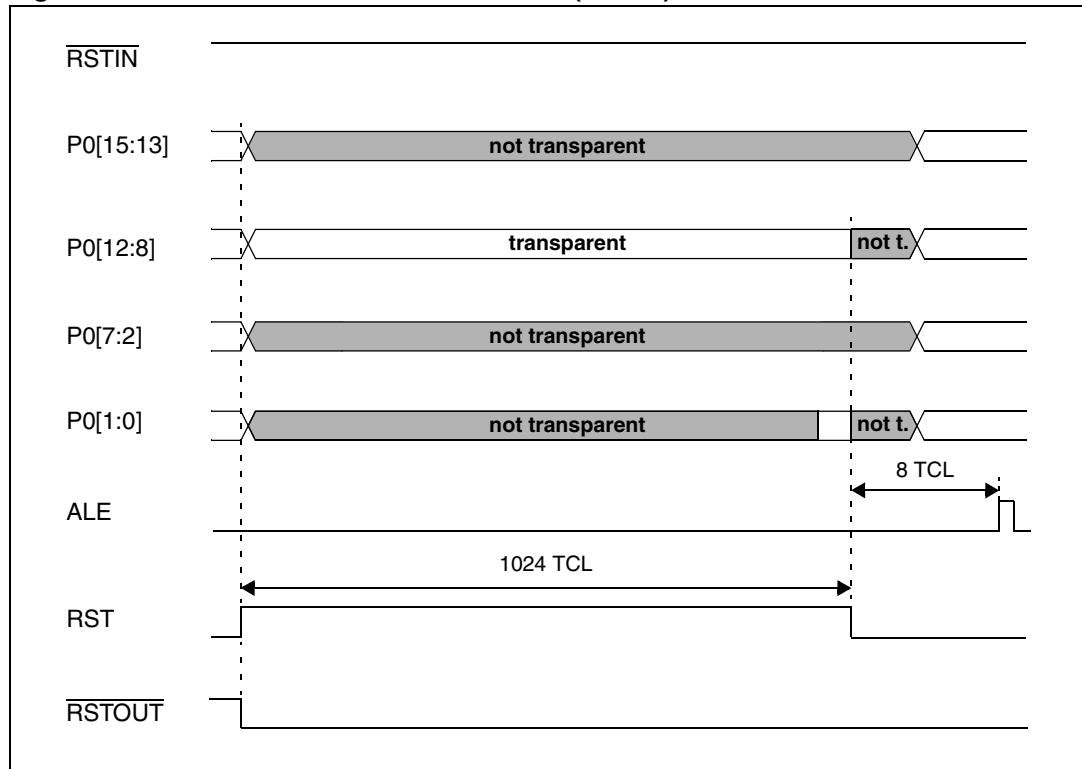 RSTIN
P0[15:13]
not transparent
P0[12:8]
transparent
not t.
P0[7:2]
not transparent
P0[1:0]
not transparent
not t.
8 TCL
ALE
1024 TCL
RST
RSTOUT